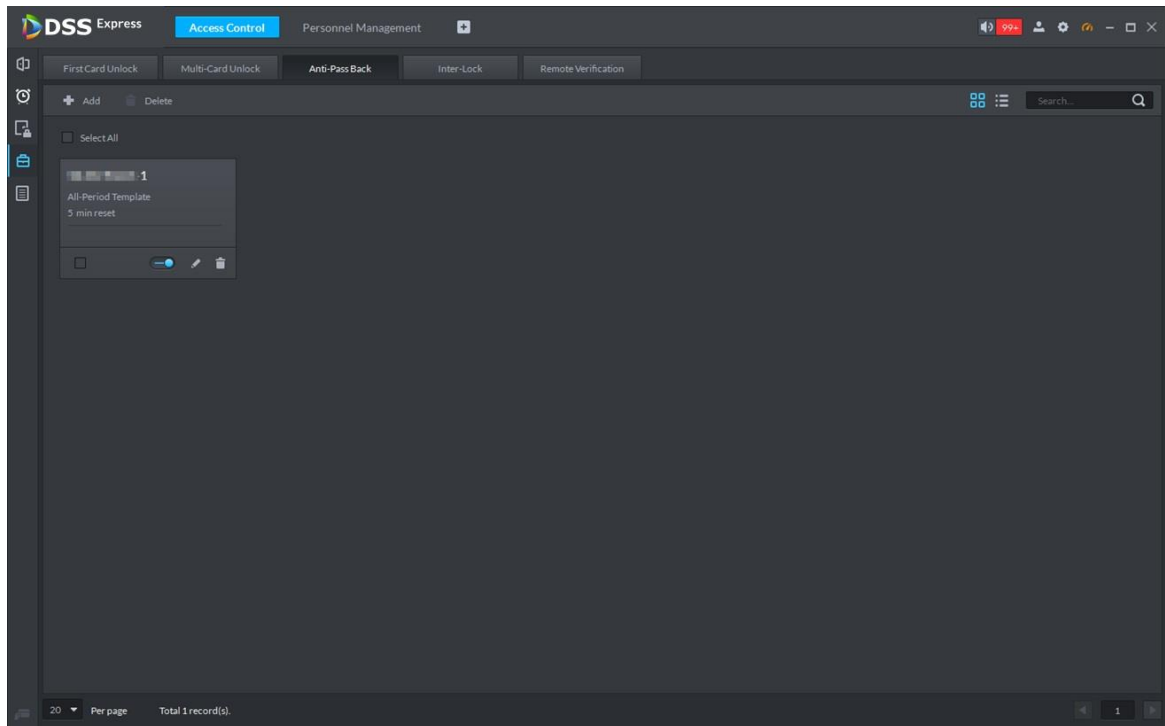 DSS Express
Access Control
Personnel Management
99+
First Card Unlock
Multi-Card Unlock
Anti-Pass Back
Inter-Lock
Remote Verification
Add
Delete
Search...
Select All
1
All-Period Template
5 min reset
20
Per page
Total 1 record(s).
1